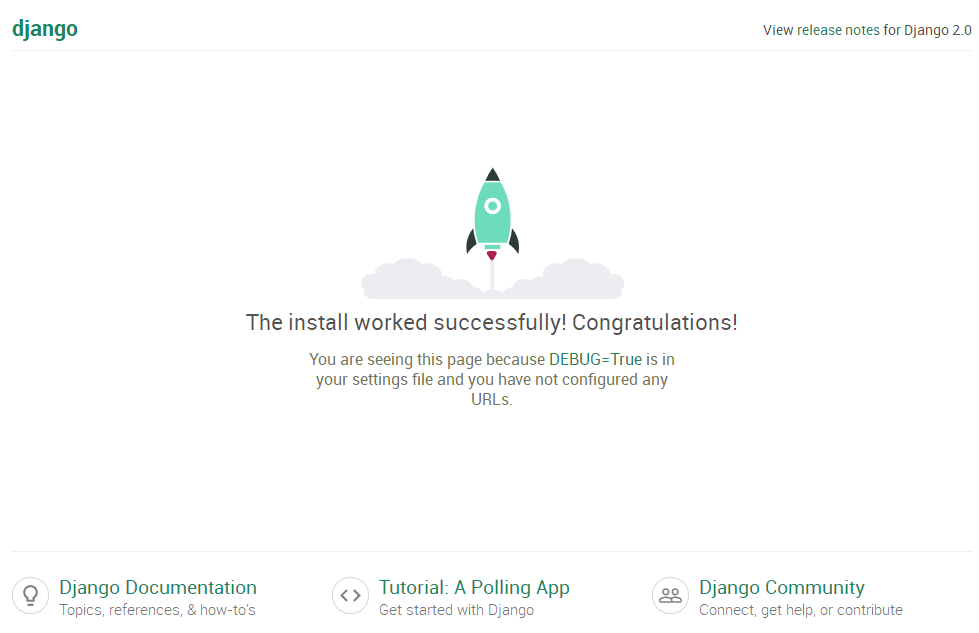 django
View release notes for Django 2.0
The install worked successfully! Congratulations!
You are seeing this page because DEBUG=True is in
your settings file and you have not configured any
URLs.
Django Documentation
Topics, references, & how-to's
Tutorial: A Polling App
Get started with Django
Django Community
Connect, get help, or contribute